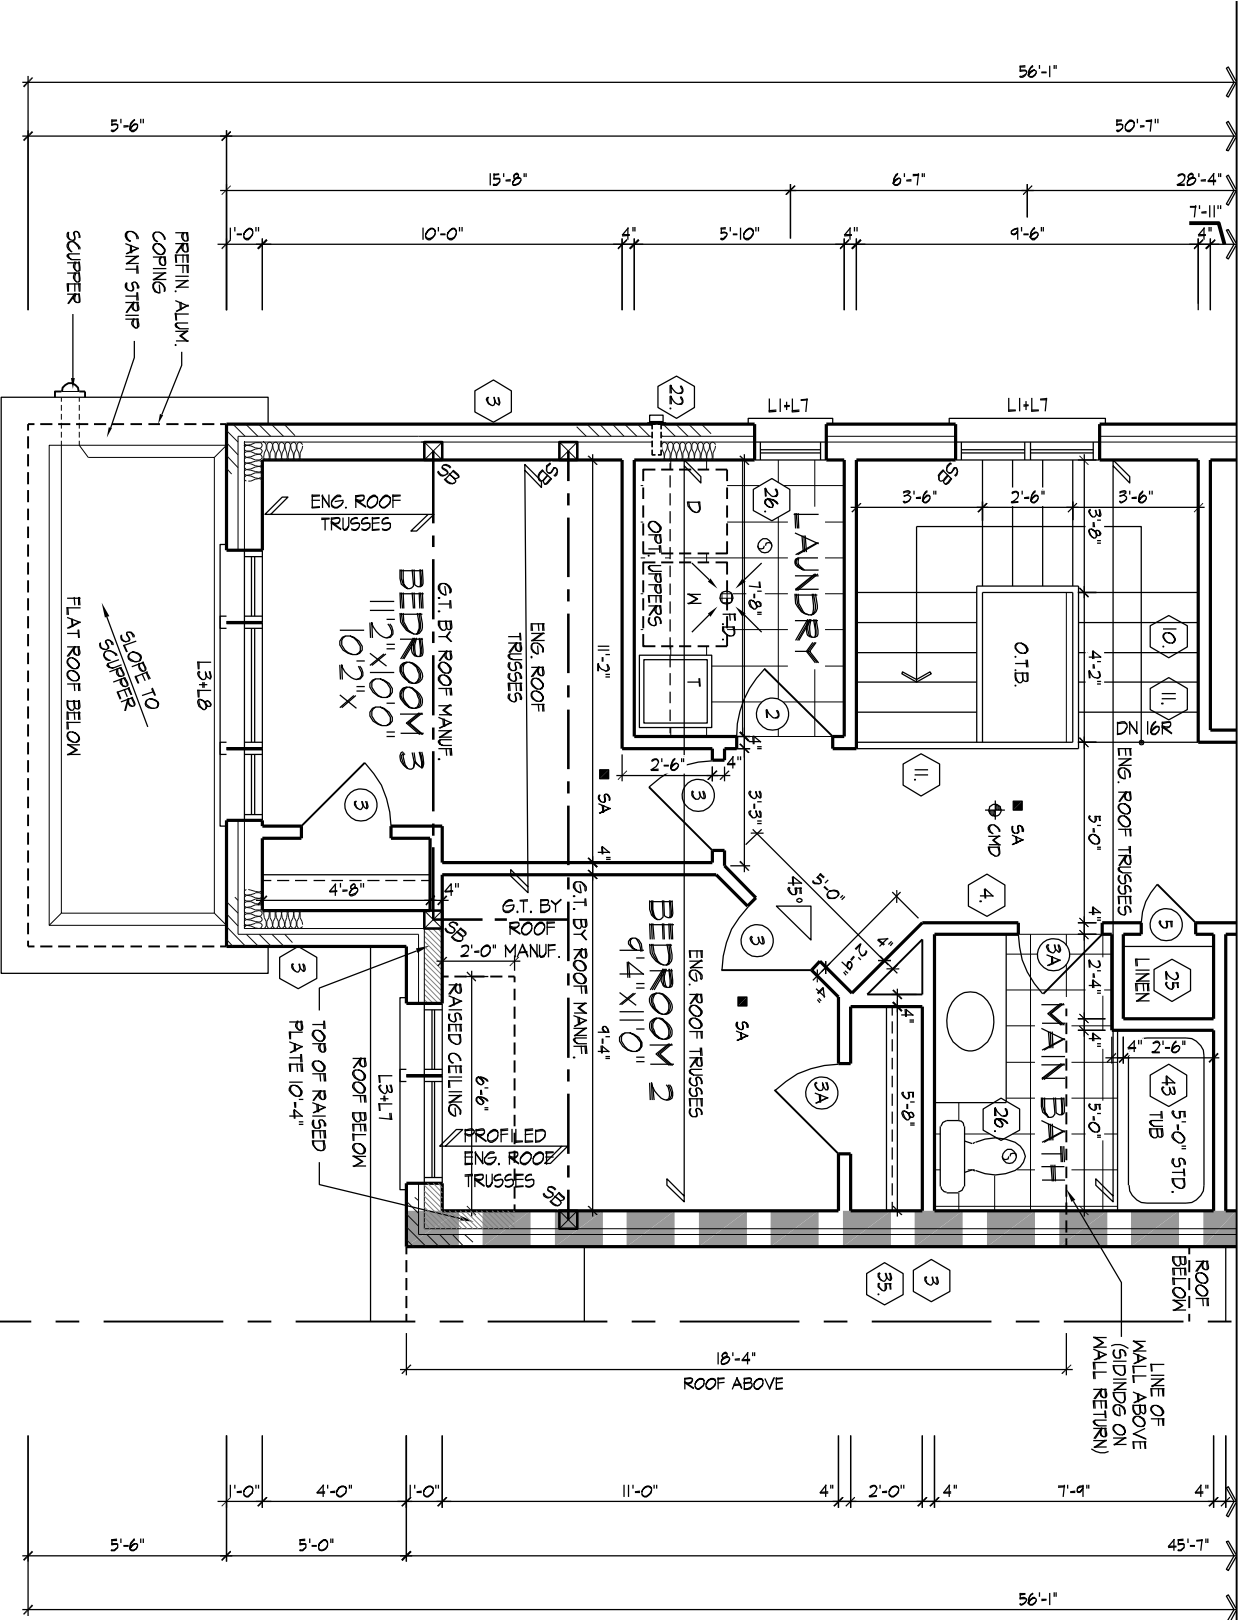 56'-1"
5'-6"
50'-7"
15'-8"
6'-7"
28'-4"
7'-11"
1'-0"
10'-0"
4"
5'-10"
4"
9'-6"
4"
PREFIN. ALUM.
COPING
CANT STRIP
SCUPPER
3
22.
L1+L7
L1+L7
SB
SB
SB
ENG. ROOF
TRUSSES
D
OPT. UPPERS
W
F.D.
T
26.
LAUNDRY
7'-8"
2
3'-6"
2'-6"
3'-6"
3'-8"
O.T.B.
4'-2"
10.
11.
DN 16R
FLAT ROOF BELOW
SLOPE TO
SCUPPER
L3+L8
G.T. BY ROOF MANUF.
BEDROOM 3
11'2"X10'0"
10'2"X
ENG. ROOF
TRUSSES
11'-2"
4"
2'-6"
4"
3
3'-3"
SA
11.
SA
CMD
5'-0"
ENG. ROOF TRUSSES
3
4'-8"
4"
4"
G.T. BY
ROOF
MANUF.
2'-0"
SB
G.T. BY ROOF MANUF.
45°
5'-0"
4"
2'-9"
4"
3
4.
4"
3A
2'-4"
5
LINEN
25
3
BEDROOM 2
9'4"X11'0"
ENG. ROOF TRUSSES
SA
4"
MAIN BATH
4"
4"
2'-6"
43
5'-0" STD.
TUB
5'-0"
26.
5'-8"
3A
9'-4"
RAISED CEILING
6'-6"
PROFILED
ENG. ROOF
TRUSSES
SB
L3+L7
ROOF BELOW
TOP OF RAISED
PLATE 10'-4"
35.
3
ROOF
BELOW
18'-4"
ROOF ABOVE
LINE OF
WALL ABOVE
(SIDINDG ON
WALL RETURN)
1'-0"
4'-0"
1'-0"
11'-0"
4"
2'-0"
4"
7'-9"
4"
5'-6"
5'-0"
45'-7"
56'-1"